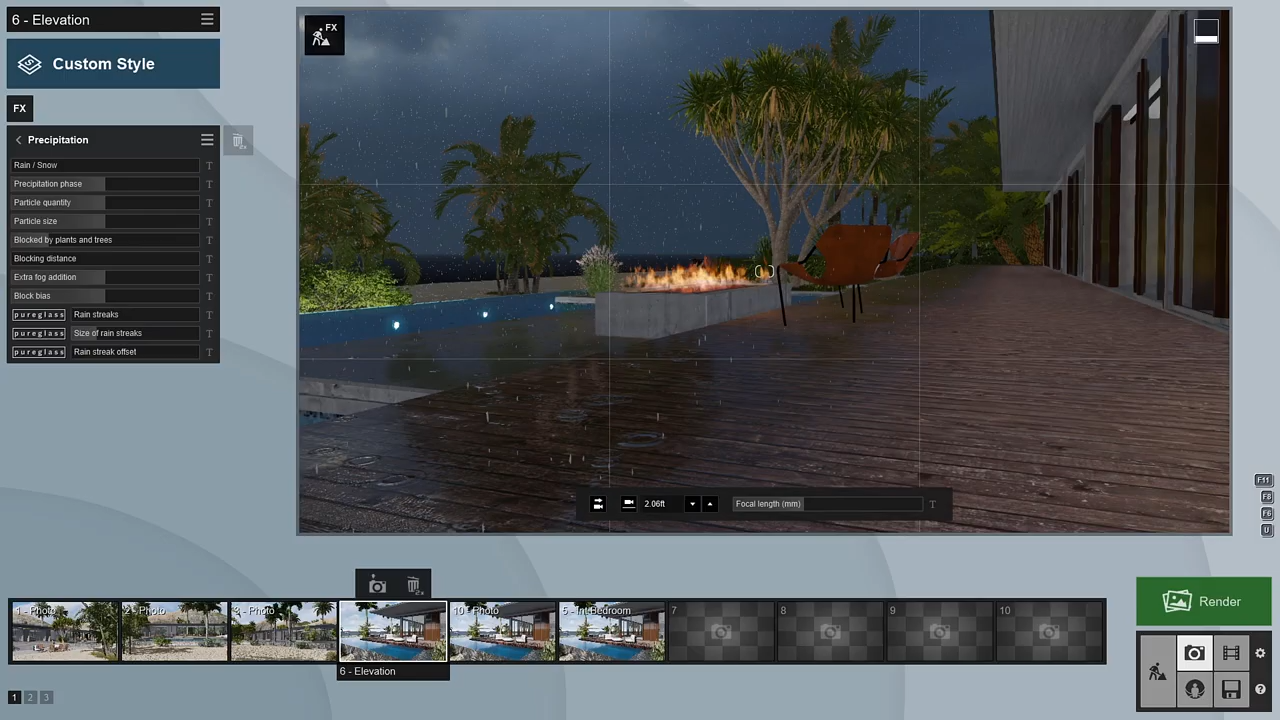 6 - Elevation
Custom Style
FX
Precipitation
Rain / Snow T
Precipitation phase T
Particle quantity T
Particle size T
Blocked by plants and trees T
Blocking distance T
Extra fog addition T
Block bias T
pureglass Rain streaks T
pureglass Size of rain streaks T
pureglass Rain streak offset T
FX
2.06ft
Focal length (mm) T
F11
F8
F6
U
1 - Photo
2 - Photo
3 - Photo
10 - Photo
5 - Int Bedroom
7
8
9
10
6 - Elevation
1 2 3
Render
?